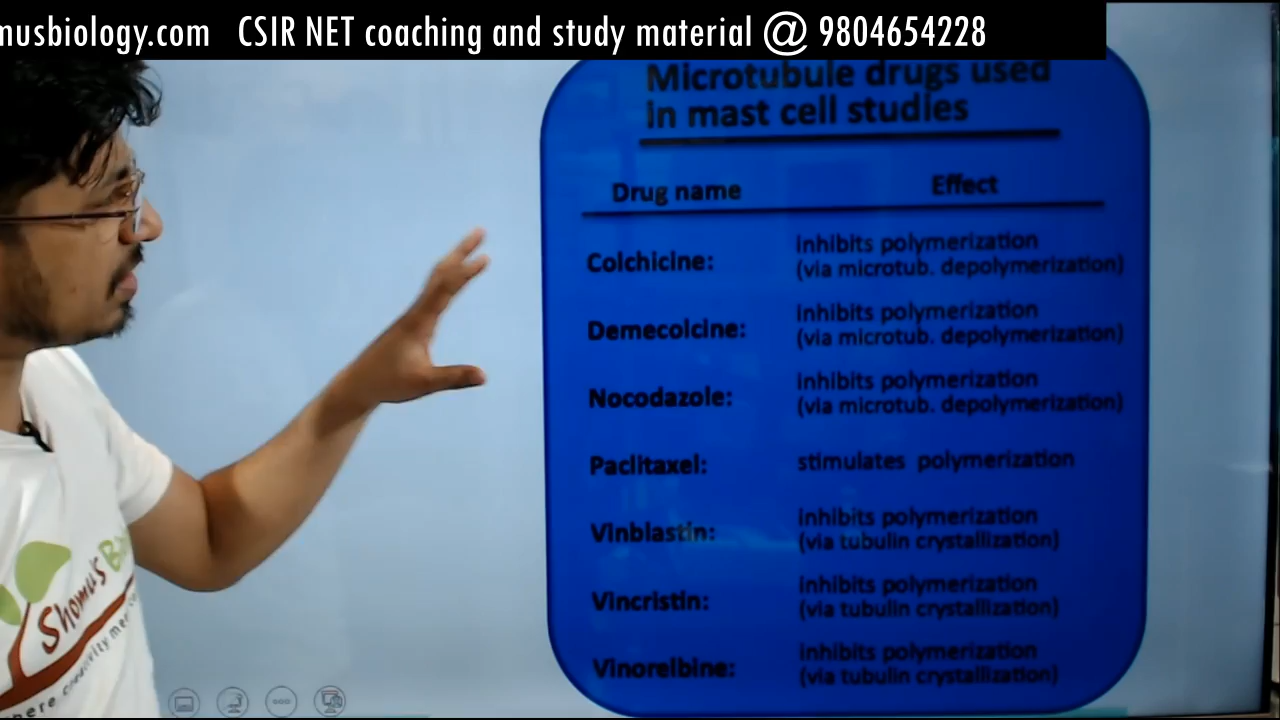 musbiology.com CSIR NET coaching and study material @ 9804654228
Microtubule drugs used
in mast cell studies
Drug name Effect
Colchicine: inhibits polymerization
(via microtub. depolymerization)
Demecolcine: inhibits polymerization
(via microtub. depolymerization)
Nocodazole: inhibits polymerization
(via microtub. depolymerization)
Paclitaxel: stimulates polymerization
Vinblastin: inhibits polymerization
(via tubulin crystallization)
Vincristin: inhibits polymerization
(via tubulin crystallization)
Vinorelbine: inhibits polymerization
(via tubulin crystallization)
Shomu's